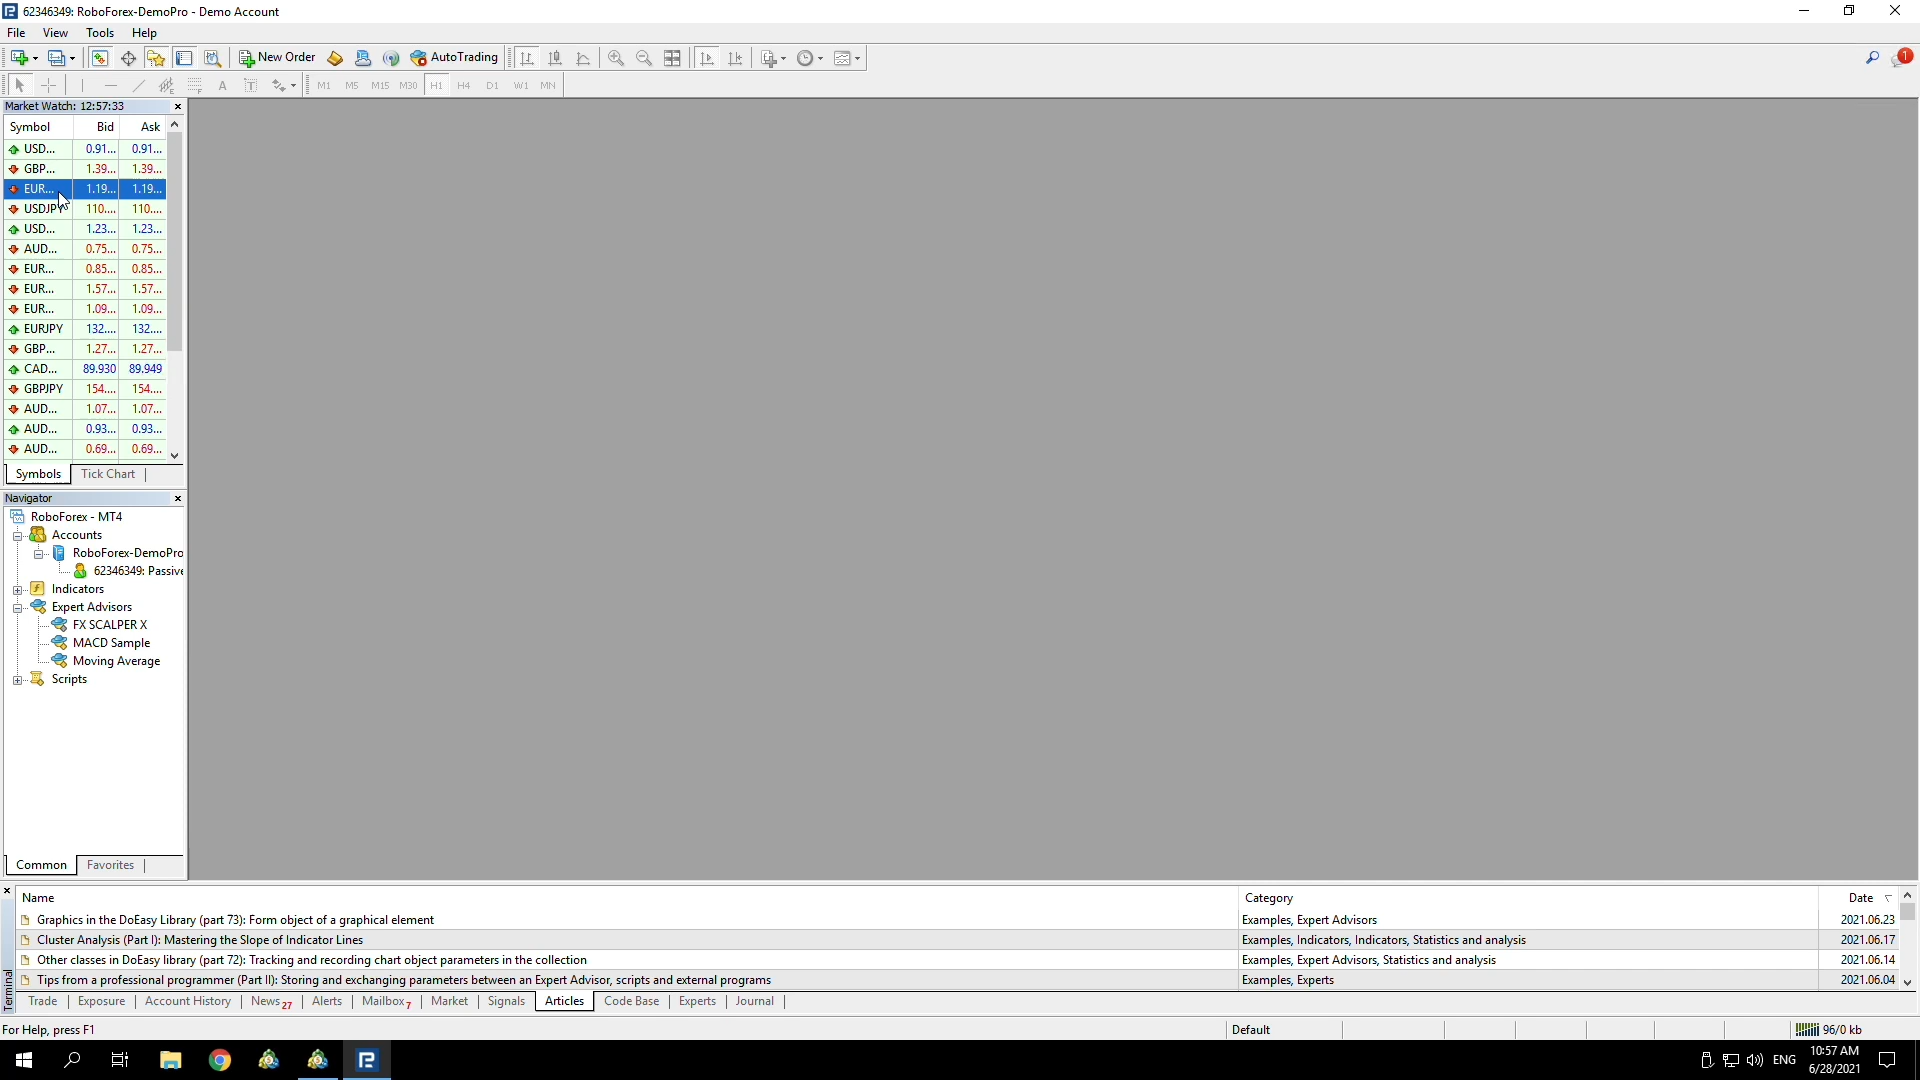 62346349: RoboForex-DemoPro - Demo Account
File View Tools Help
New Order AutoTrading 1
A T M1 M5 M15 M30 H1 H4 D1 W1 MN
Market Watch: 12:57:33
Symbol Bid Ask
USD... 0.91... 0.91...
GBP... 1.39... 1.39...
EUR... 1.19... 1.19...
USDJPY 110.... 110....
USD... 1.23... 1.23...
AUD... 0.75... 0.75...
EUR... 0.85... 0.85...
EUR... 1.57... 1.57...
EUR... 1.09... 1.09...
EURJPY 132.... 132....
GBP... 1.27... 1.27...
CAD... 89.930 89.949
GBPJPY 154.... 154....
AUD... 1.07... 1.07...
AUD... 0.93... 0.93...
AUD... 0.69... 0.69...
Symbols Tick Chart
Navigator
RoboForex - MT4
Accounts
RoboForex-DemoPro
62346349: Passive
Indicators
Expert Advisors
FX SCALPER X
MACD Sample
Moving Average
Scripts
Common Favorites
Terminal
Name Category Date
Graphics in the DoEasy Library (part 73): Form object of a graphical element Examples, Expert Advisors 2021.06.23
Cluster Analysis (Part I): Mastering the Slope of Indicator Lines Examples, Indicators, Indicators, Statistics and analysis 2021.06.17
Other classes in DoEasy library (part 72): Tracking and recording chart object parameters in the collection Examples, Expert Advisors, Statistics and analysis 2021.06.14
Tips from a professional programmer (Part II): Storing and exchanging parameters between an Expert Advisor, scripts and external programs Examples, Experts 2021.06.04
Trade Exposure Account History News 27 Alerts Mailbox 7 Market Signals Articles Code Base Experts Journal
For Help, press F1 Default 96/0 kb
ENG 10:57 AM
6/28/2021